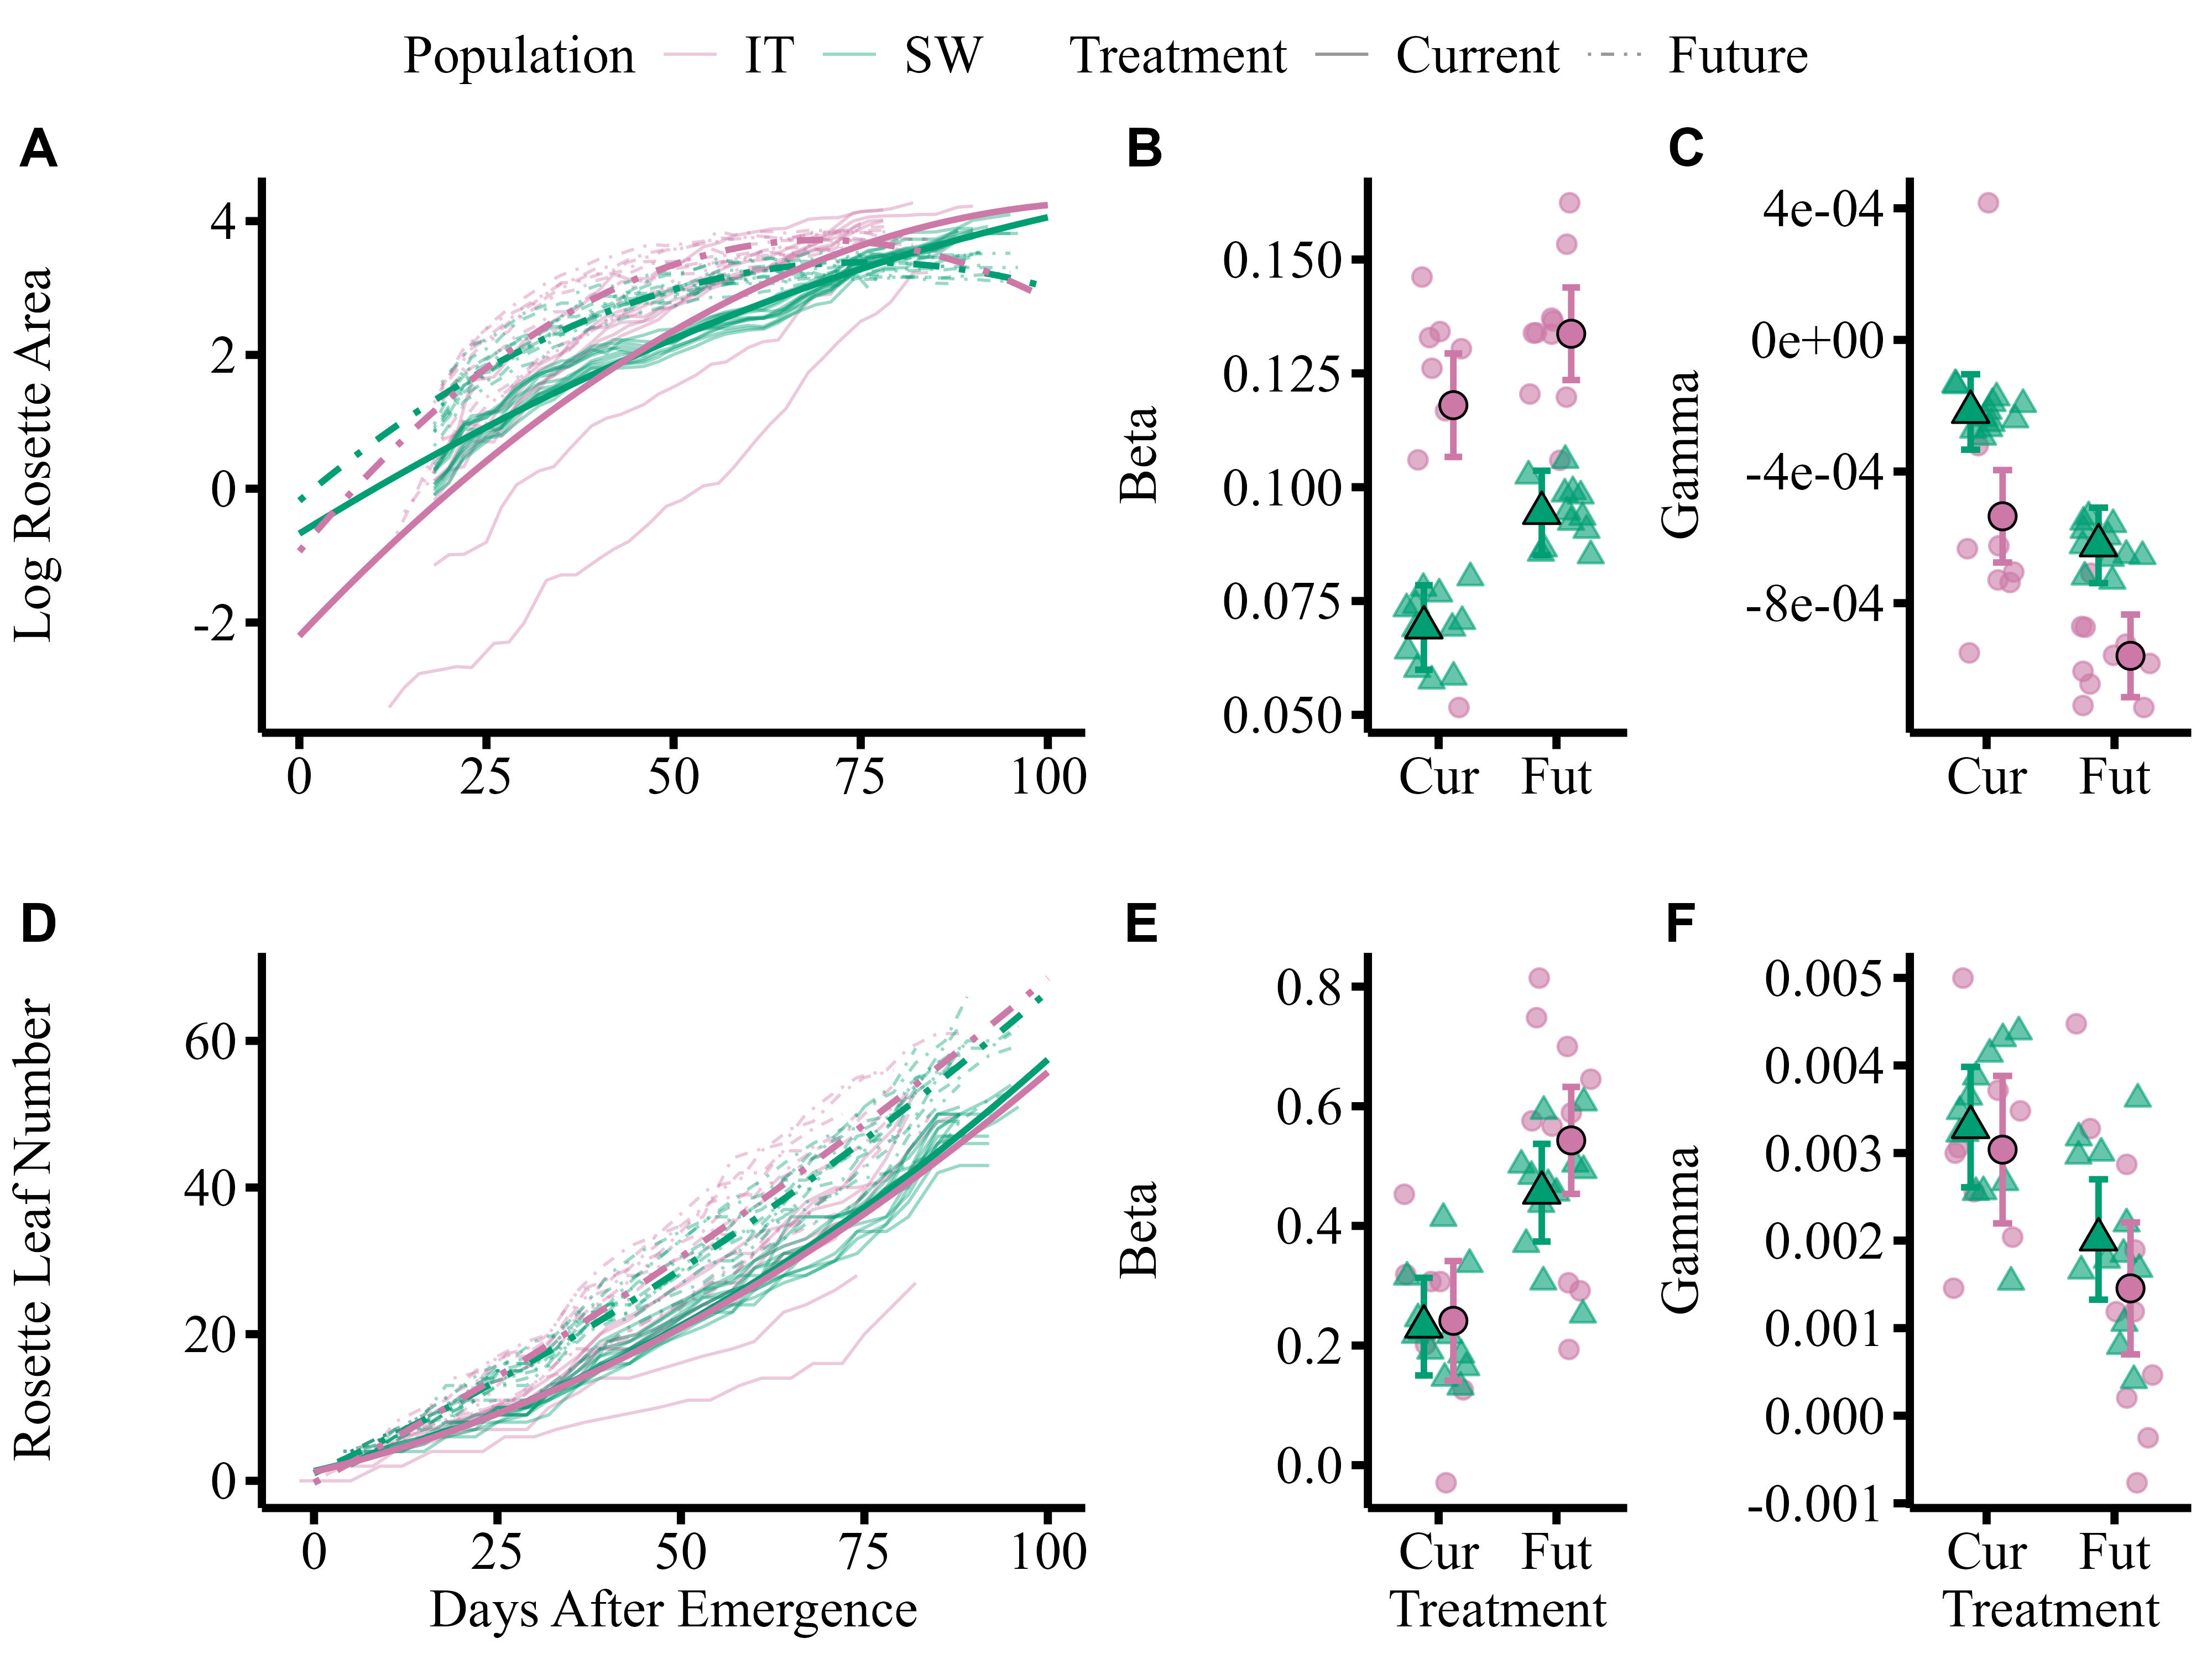 Population IT SW Treatment Current Future
A
Log Rosette Area
4
2
0
-2
0 25 50 75 100
B
Beta
0.150
0.125
0.100
0.075
0.050
Cur Fut
C
Gamma
4e-04
0e+00
-4e-04
-8e-04
Cur Fut
D
Rosette Leaf Number
60
40
20
0
0 25 50 75 100
Days After Emergence
E
Beta
0.8
0.6
0.4
0.2
0.0
Cur Fut
Treatment
F
Gamma
0.005
0.004
0.003
0.002
0.001
0.000
-0.001
Cur Fut
Treatment